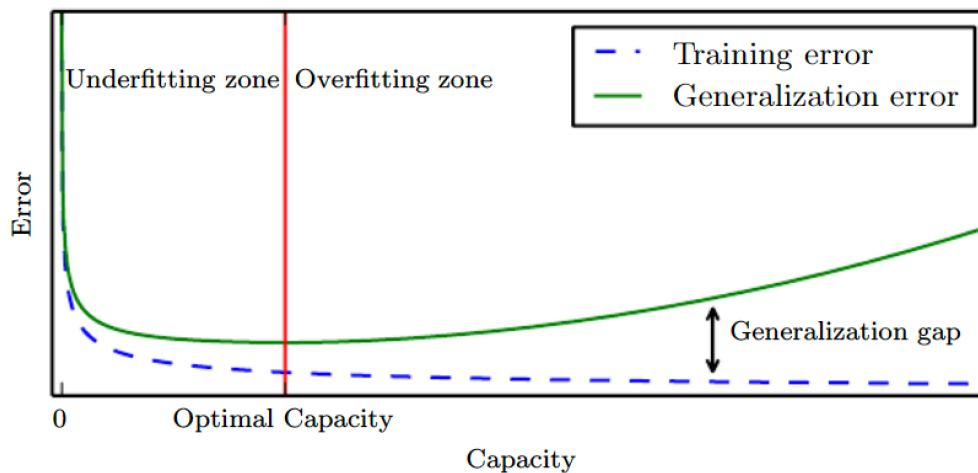 Training error
Generalization error
Underfitting zone
Overfitting zone
Error
Generalization gap
0
Optimal Capacity
Capacity